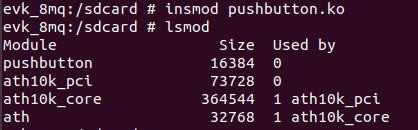 evk_8mq:/sdcard # insmod pushbutton.ko
evk_8mq:/sdcard # lsmod
Module                  Size  Used by
pushbutton             16384  0
ath10k_pci             73728  0
ath10k_core           364544  1 ath10k_pci
ath                    32768  1 ath10k_core